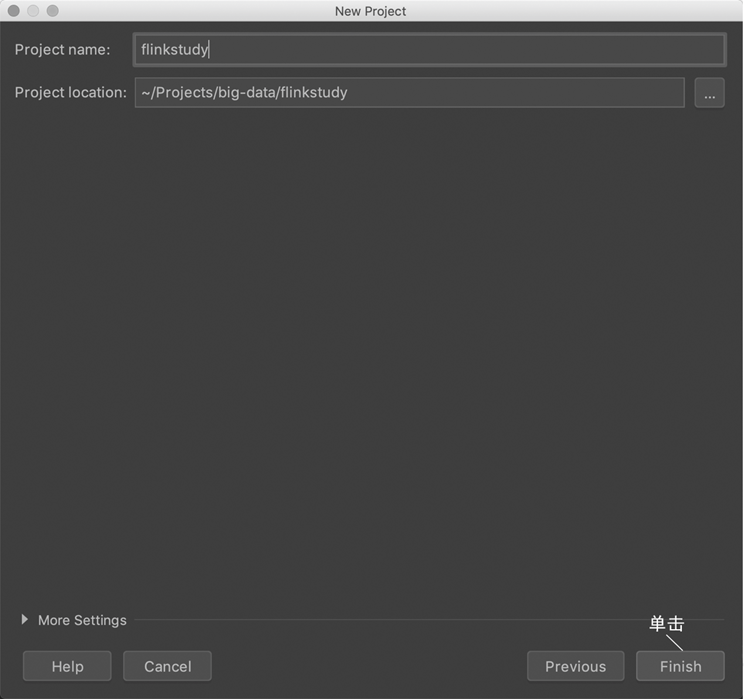 New Project
Project name: flinkstudy
Project location: ~/Projects/big-data/flinkstudy ...
More Settings
单击
Help Cancel Previous Finish